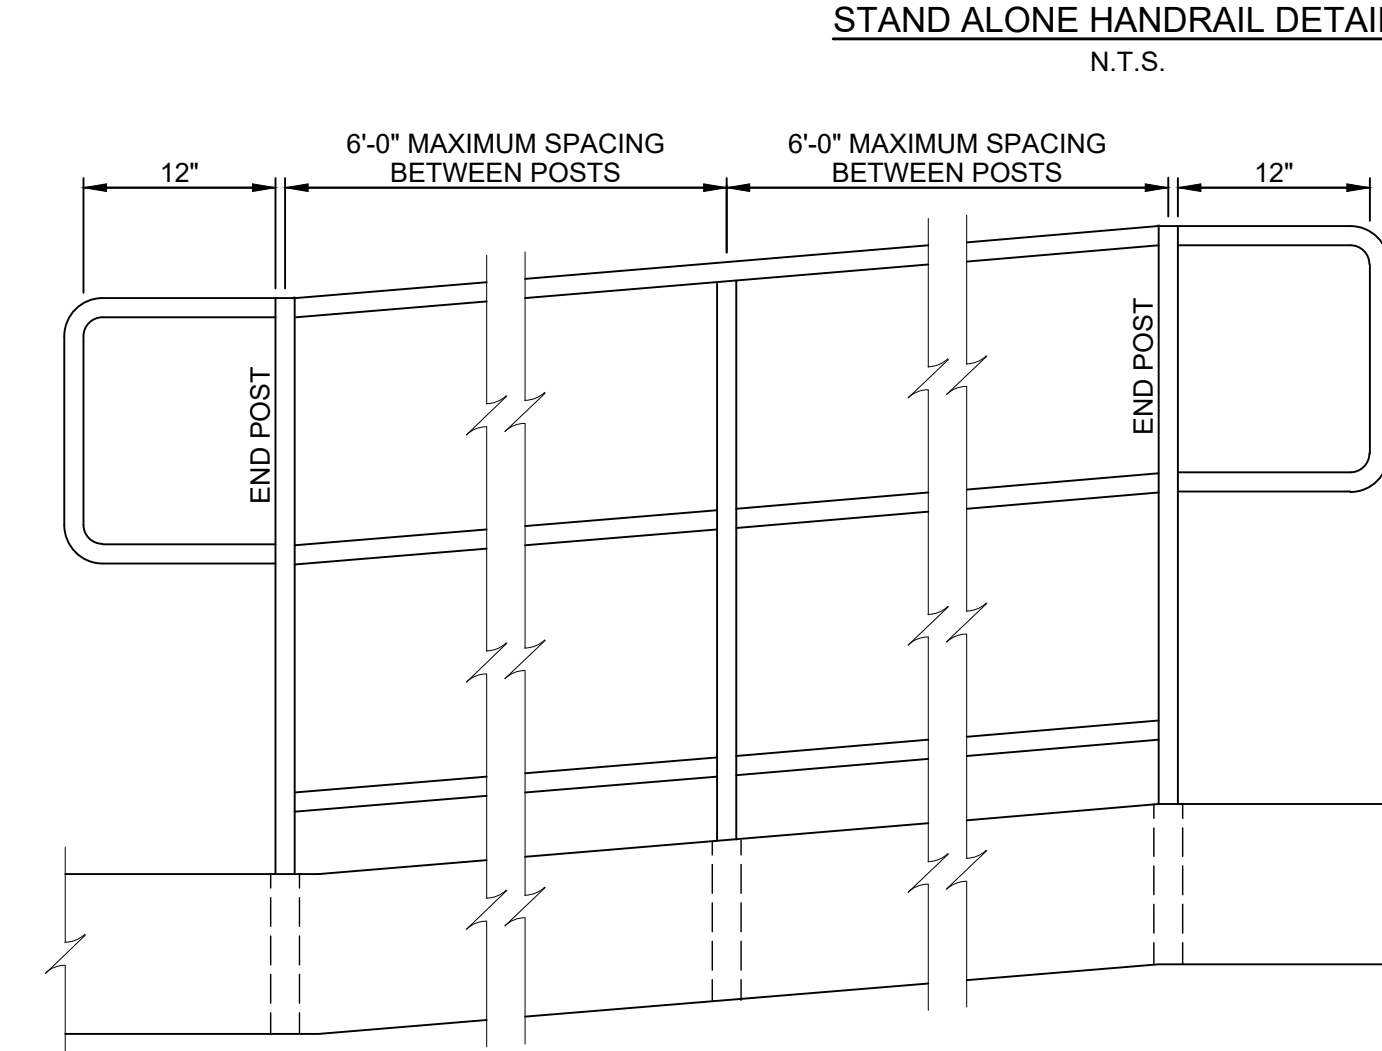 STAND ALONE HANDRAIL DETAIL
N.T.S.
6'-0" MAXIMUM SPACING
BETWEEN POSTS
6'-0" MAXIMUM SPACING
BETWEEN POSTS
12"
12"
END POST
END POST